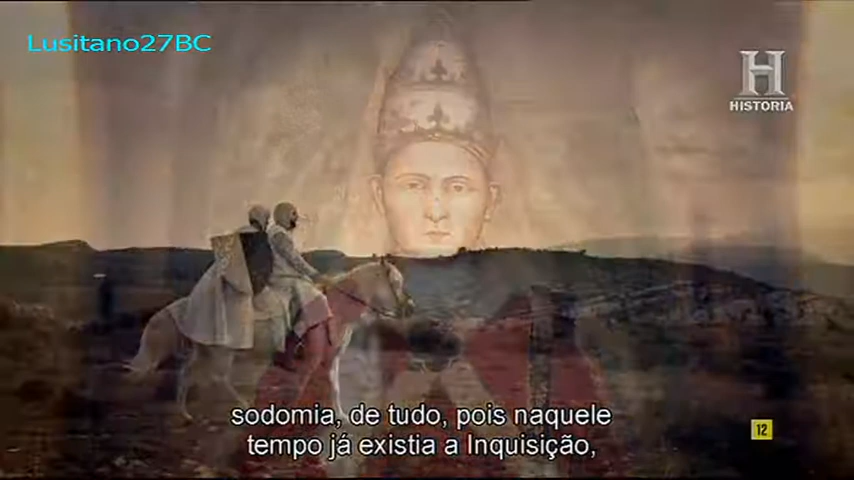 Lusitano27BC
H
HISTORIA
sodomia, de tudo, pois naquele
tempo já existia a Inquisição,
12